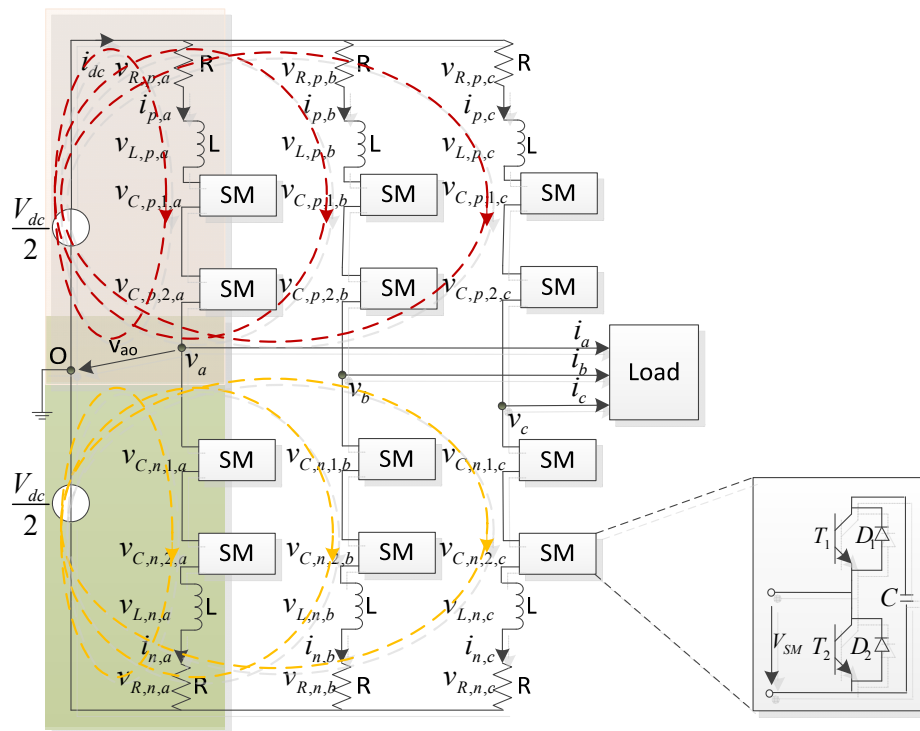 i_dc
v_R,p,a R
v_R,p,b R
v_R,p,c R
i_p,a
i_p,b
i_p,c
v_L,p,a L
v_L,p,b L
v_L,p,c L
V_dc/2
v_C,p,1,a SM
v_C,p,1,b SM
v_C,p,1,c SM
v_C,p,2,a SM
v_C,p,2,b SM
v_C,p,2,c SM
O
v_ao
v_a
v_b
v_c
i_a
i_b
i_c
Load
V_dc/2
v_C,n,1,a SM
v_C,n,1,b SM
v_C,n,1,c SM
v_C,n,2,a SM
v_C,n,2,b SM
v_C,n,2,c SM
v_L,n,a L
v_L,n,b L
v_L,n,c L
i_n,a
i_n,b
i_n,c
v_R,n,a R
v_R,n,b R
v_R,n,c R
T_1 D_1
C
V_SM
T_2 D_2